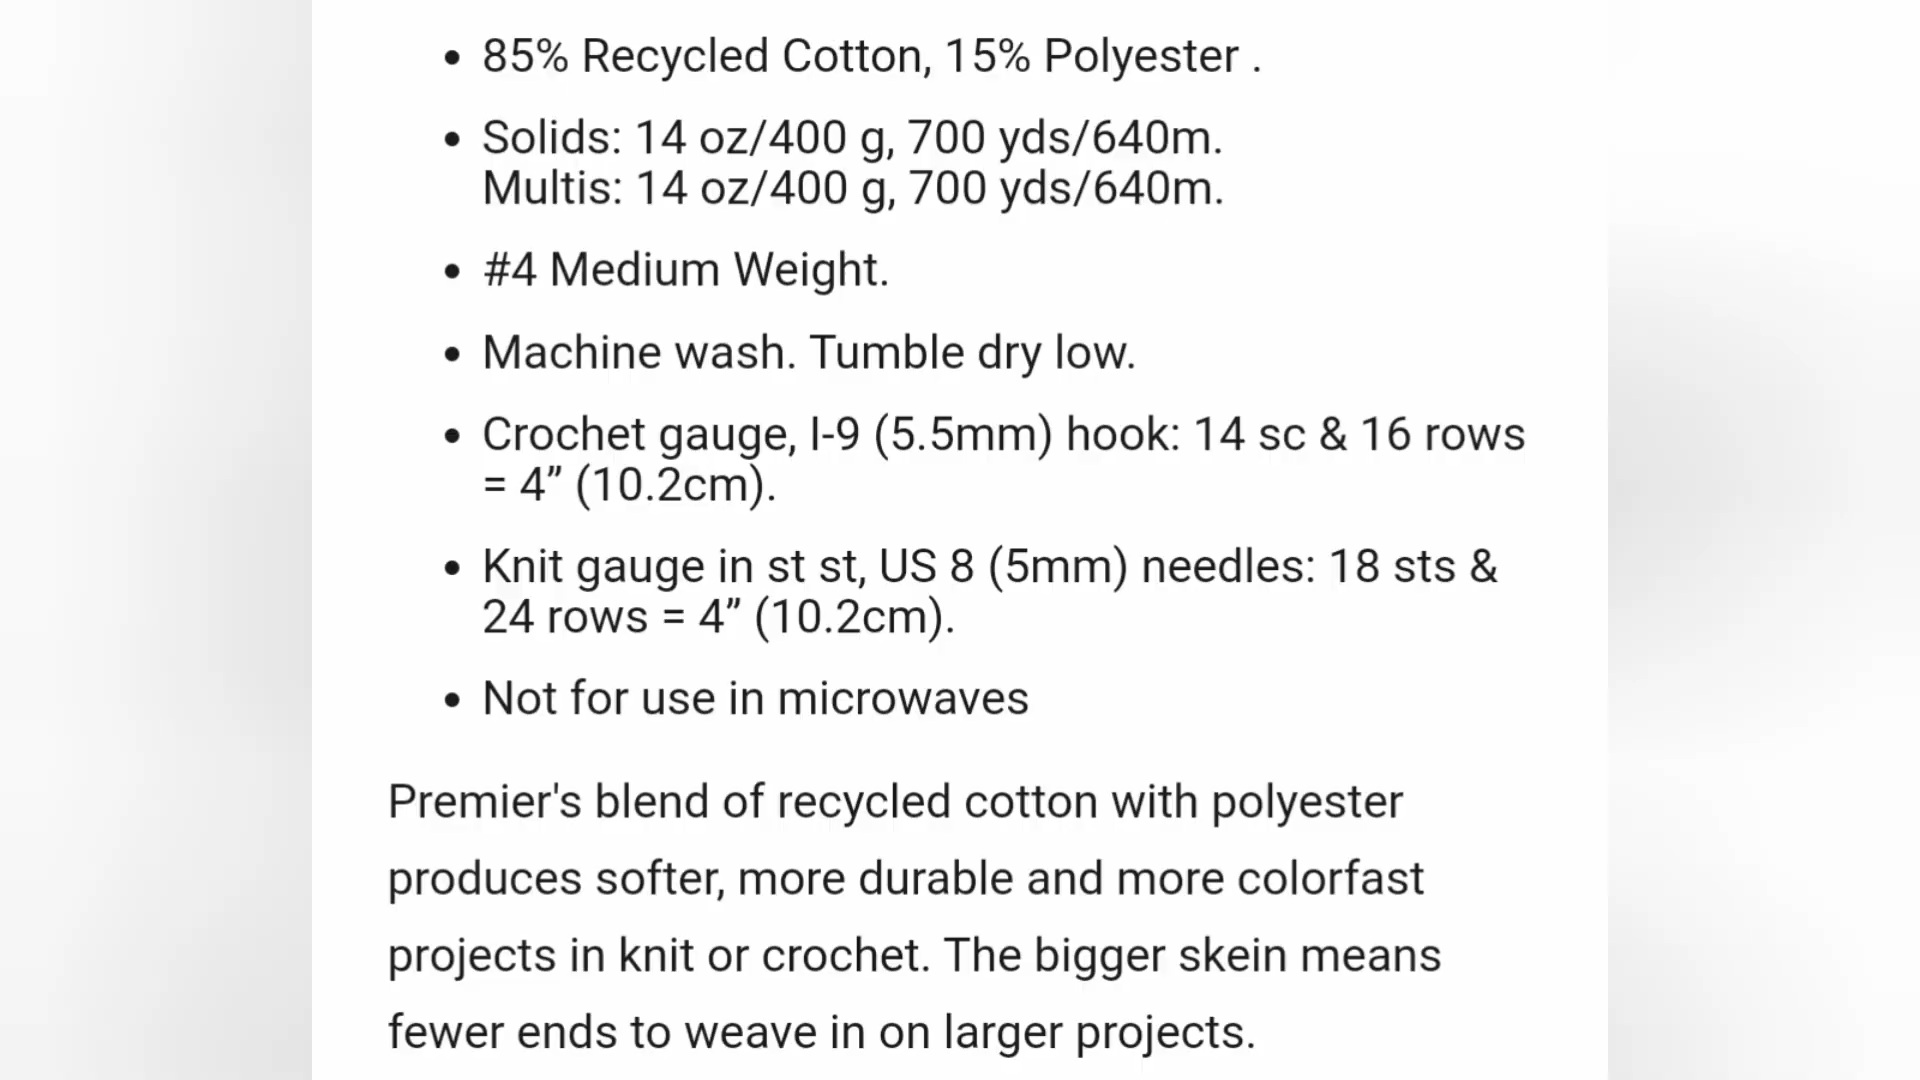 85% Recycled Cotton, 15% Polyester .
Solids: 14 oz/400 g, 700 yds/640m.
Multis: 14 oz/400 g, 700 yds/640m.
#4 Medium Weight.
Machine wash. Tumble dry low.
Crochet gauge, I-9 (5.5mm) hook: 14 sc & 16 rows
= 4” (10.2cm).
Knit gauge in st st, US 8 (5mm) needles: 18 sts &
24 rows = 4” (10.2cm).
Not for use in microwaves
Premier's blend of recycled cotton with polyester
produces softer, more durable and more colorfast
projects in knit or crochet. The bigger skein means
fewer ends to weave in on larger projects.